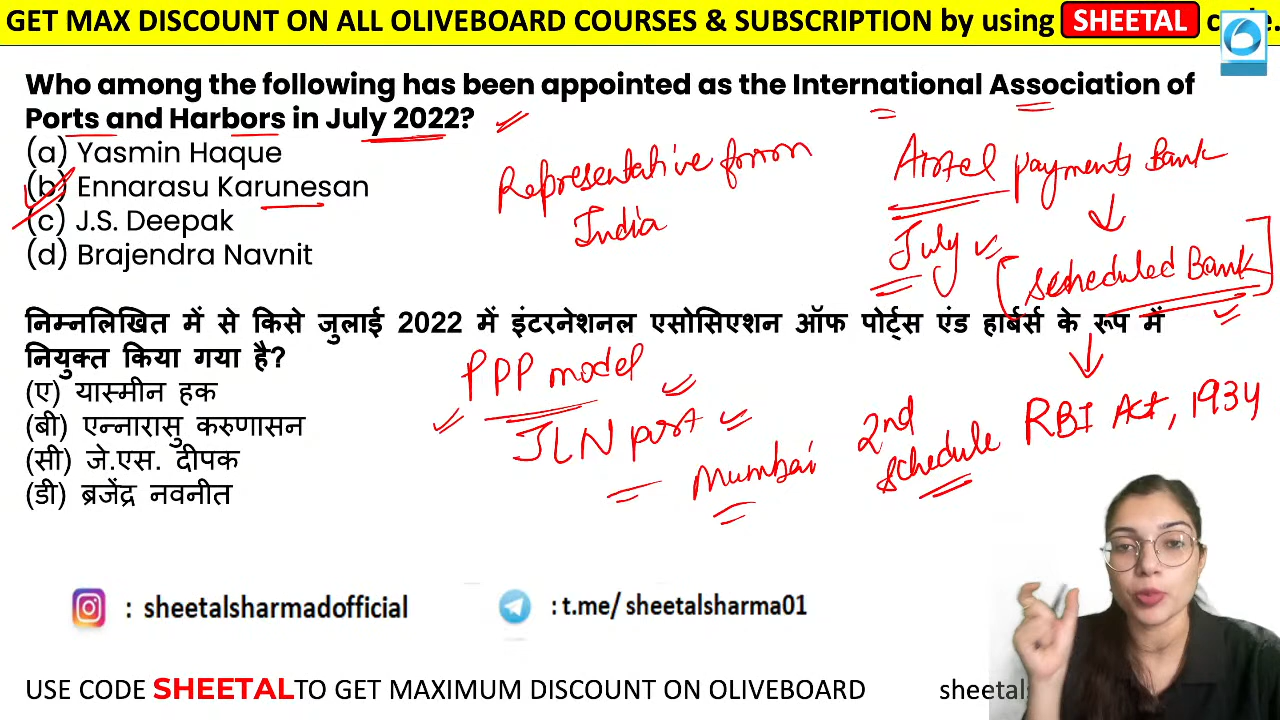 GET MAX DISCOUNT ON ALL OLIVEBOARD COURSES & SUBSCRIPTION by using SHEETAL code.
Who among the following has been appointed as the International Association of
Ports and Harbors in July 2022?
(a) Yasmin Haque
(b) Ennarasu Karunesan
(c) J.S. Deepak
(d) Brajendra Navnit
Representative from
India
Airtel payments Bank
July
[Scheduled Bank]
निम्नलिखित में से किसे जुलाई 2022 में इंटरनेशनल एसोसिएशन ऑफ पोर्ट्स एंड हार्बर्स के रूप में
नियुक्त किया गया है?
(ए) यास्मीन हक
(बी) एन्नारासु करुणासन
(सी) जे.एस. दीपक
(डी) ब्रजेंद्र नवनीत
PPP model
JLN port
Mumbai
2nd
Schedule
RBI Act, 1934
: sheetalsharmadofficial
: t.me/ sheetalsharma01
USE CODE SHEETALTO GET MAXIMUM DISCOUNT ON OLIVEBOARD